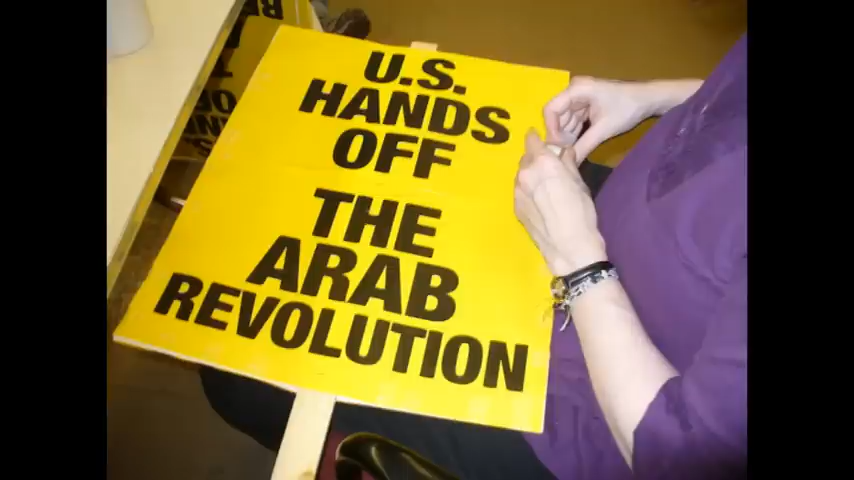 U.S.
HANDS
OFF
THE
ARAB
REVOLUTION